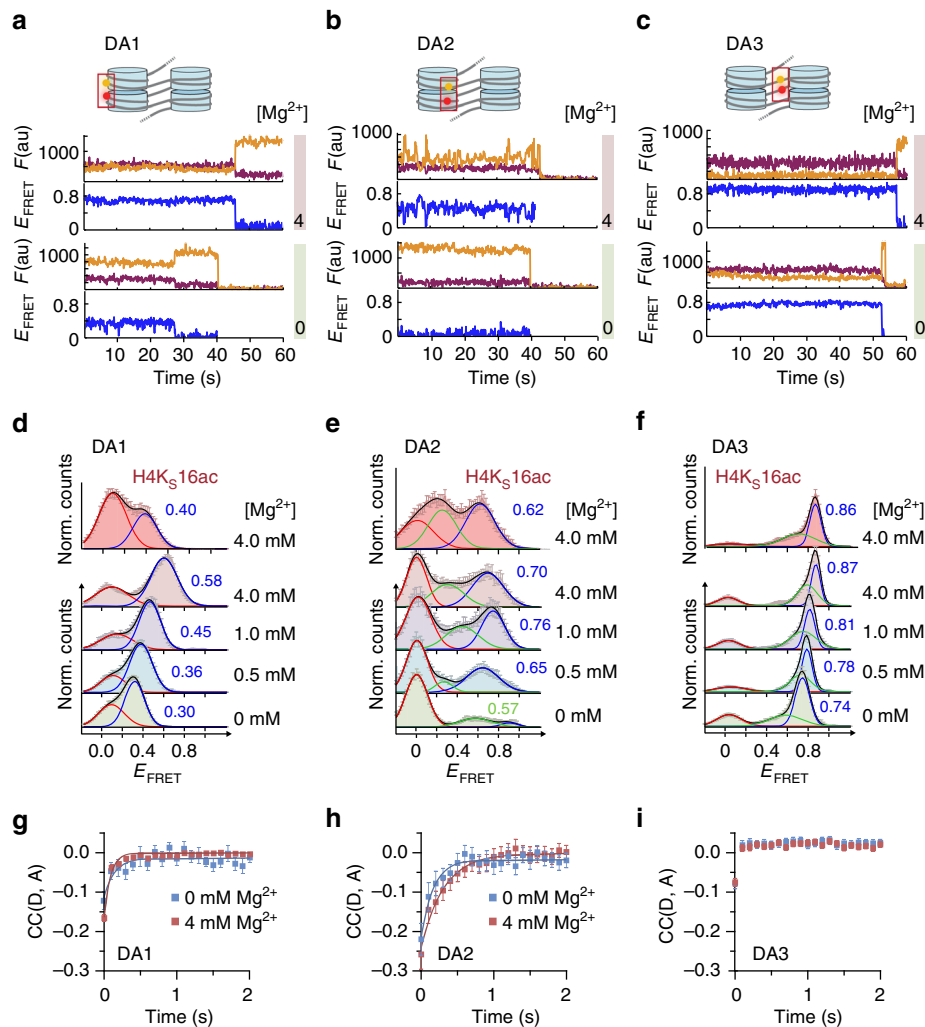 a
b
c
DA1
DA2
DA3
[Mg2+]
[Mg2+]
[Mg2+]
F(au)
1000
F(au)
1000
F(au)
1000
EFRET
0.8
0
4
EFRET
0.8
0
4
EFRET
0.8
0
4
F(au)
1000
F(au)
1000
F(au)
1000
EFRET
0.8
0
0
EFRET
0.8
0
0
EFRET
0.8
0
0
10 20 30 40 50 60
10 20 30 40 50 60
10 20 30 40 50 60
Time (s)
Time (s)
Time (s)
d
e
f
DA1
DA2
DA3
H4KS16ac
H4KS16ac
H4KS16ac
Norm. counts
Norm. counts
Norm. counts
[Mg2+]
[Mg2+]
[Mg2+]
0.40
4.0 mM
0.62
4.0 mM
0.86
4.0 mM
Norm. counts
Norm. counts
Norm. counts
0.58
4.0 mM
0.70
4.0 mM
0.87
4.0 mM
0.45
1.0 mM
0.76
1.0 mM
0.81
1.0 mM
0.36
0.5 mM
0.65
0.5 mM
0.78
0.5 mM
0.30
0 mM
0.57
0 mM
0.74
0 mM
0 0.4 0.8
0 0.4 0.8
0 0.4 0.8
EFRET
EFRET
EFRET
g
h
i
CC(D, A)
CC(D, A)
CC(D, A)
0.0
−0.1
−0.2
−0.3
0.0
−0.1
−0.2
−0.3
0.0
−0.1
−0.2
−0.3
0 mM Mg2+
4 mM Mg2+
0 mM Mg2+
4 mM Mg2+
DA1
DA2
DA3
0 1 2
0 1 2
0 1 2
Time (s)
Time (s)
Time (s)